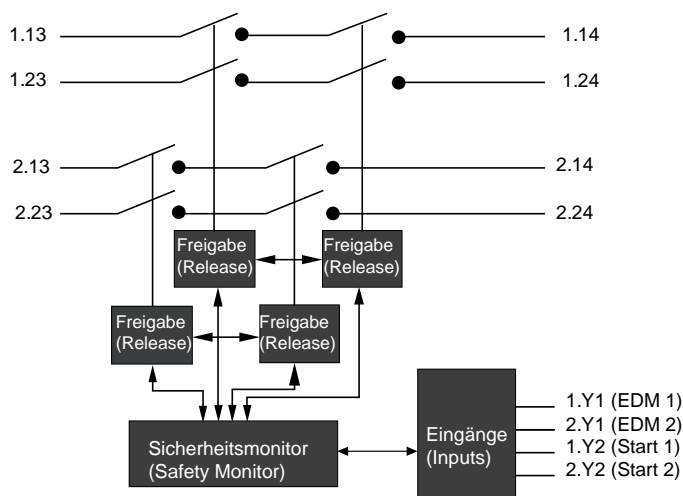 1.13 1.14
1.23 1.24
2.13 2.14
2.23 2.24
Freigabe
(Release)
Freigabe
(Release)
Freigabe
(Release)
Freigabe
(Release)
Sicherheitsmonitor
(Safety Monitor)
Eingänge
(Inputs)
1.Y1 (EDM 1)
2.Y1 (EDM 2)
1.Y2 (Start 1)
2.Y2 (Start 2)